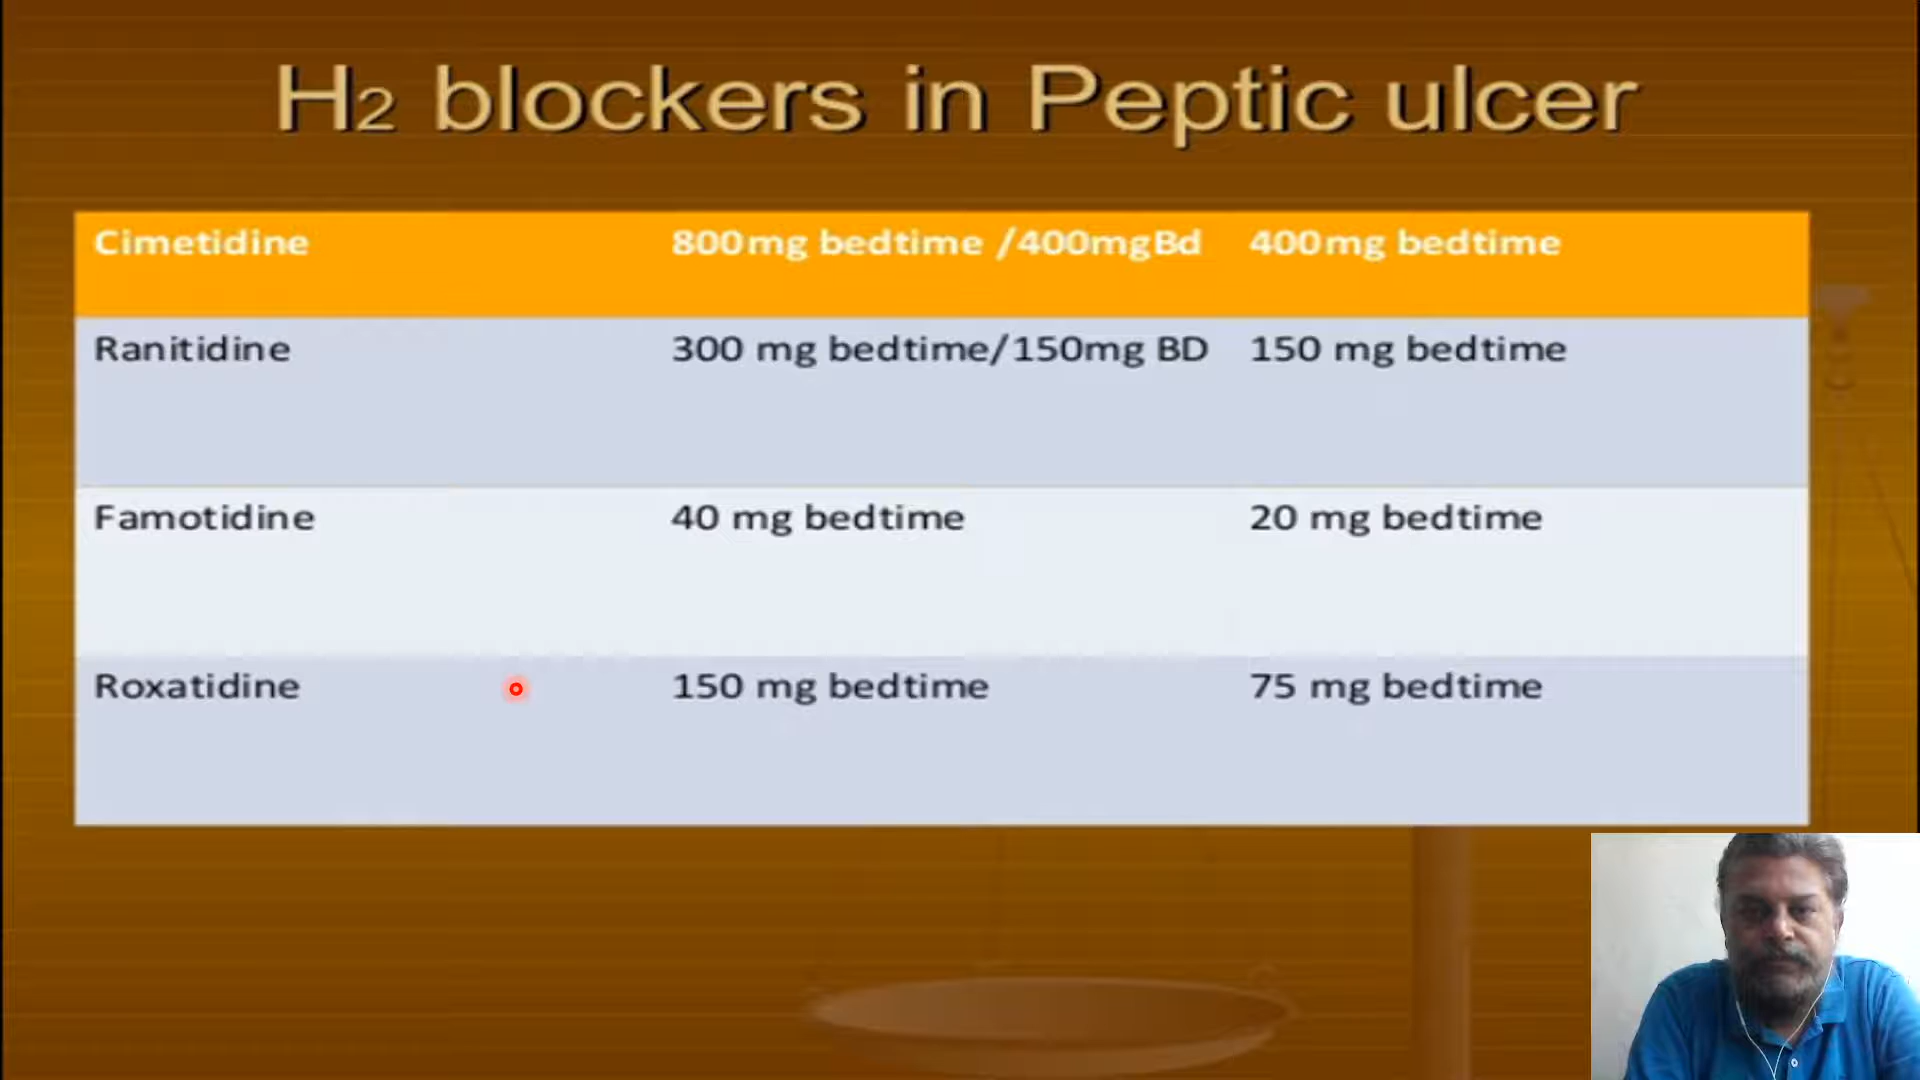 H2 blockers in Peptic ulcer
Cimetidine 800mg bedtime /400mgBd 400mg bedtime
Ranitidine 300 mg bedtime/150mg BD 150 mg bedtime
Famotidine 40 mg bedtime 20 mg bedtime
Roxatidine 150 mg bedtime 75 mg bedtime